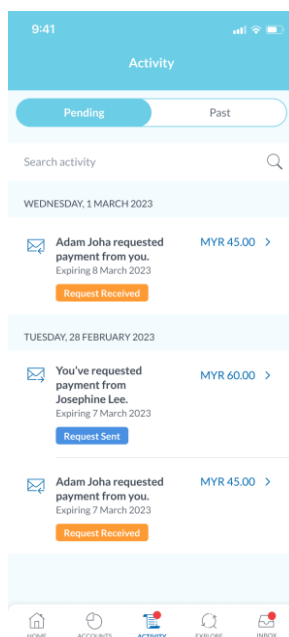 9:41
Activity
Pending
Past
Search activity
WEDNESDAY, 1 MARCH 2023
Adam Joha requested MYR 45.00
payment from you.
Expiring 8 March 2023
Request Received
TUESDAY, 28 FEBRUARY 2023
You've requested MYR 60.00
payment from
Josephine Lee.
Expiring 7 March 2023
Request Sent
Adam Joha requested MYR 45.00
payment from you.
Expiring 7 March 2023
Request Received
HOME ACCOUNTS ACTIVITY EXPLORE INBOX